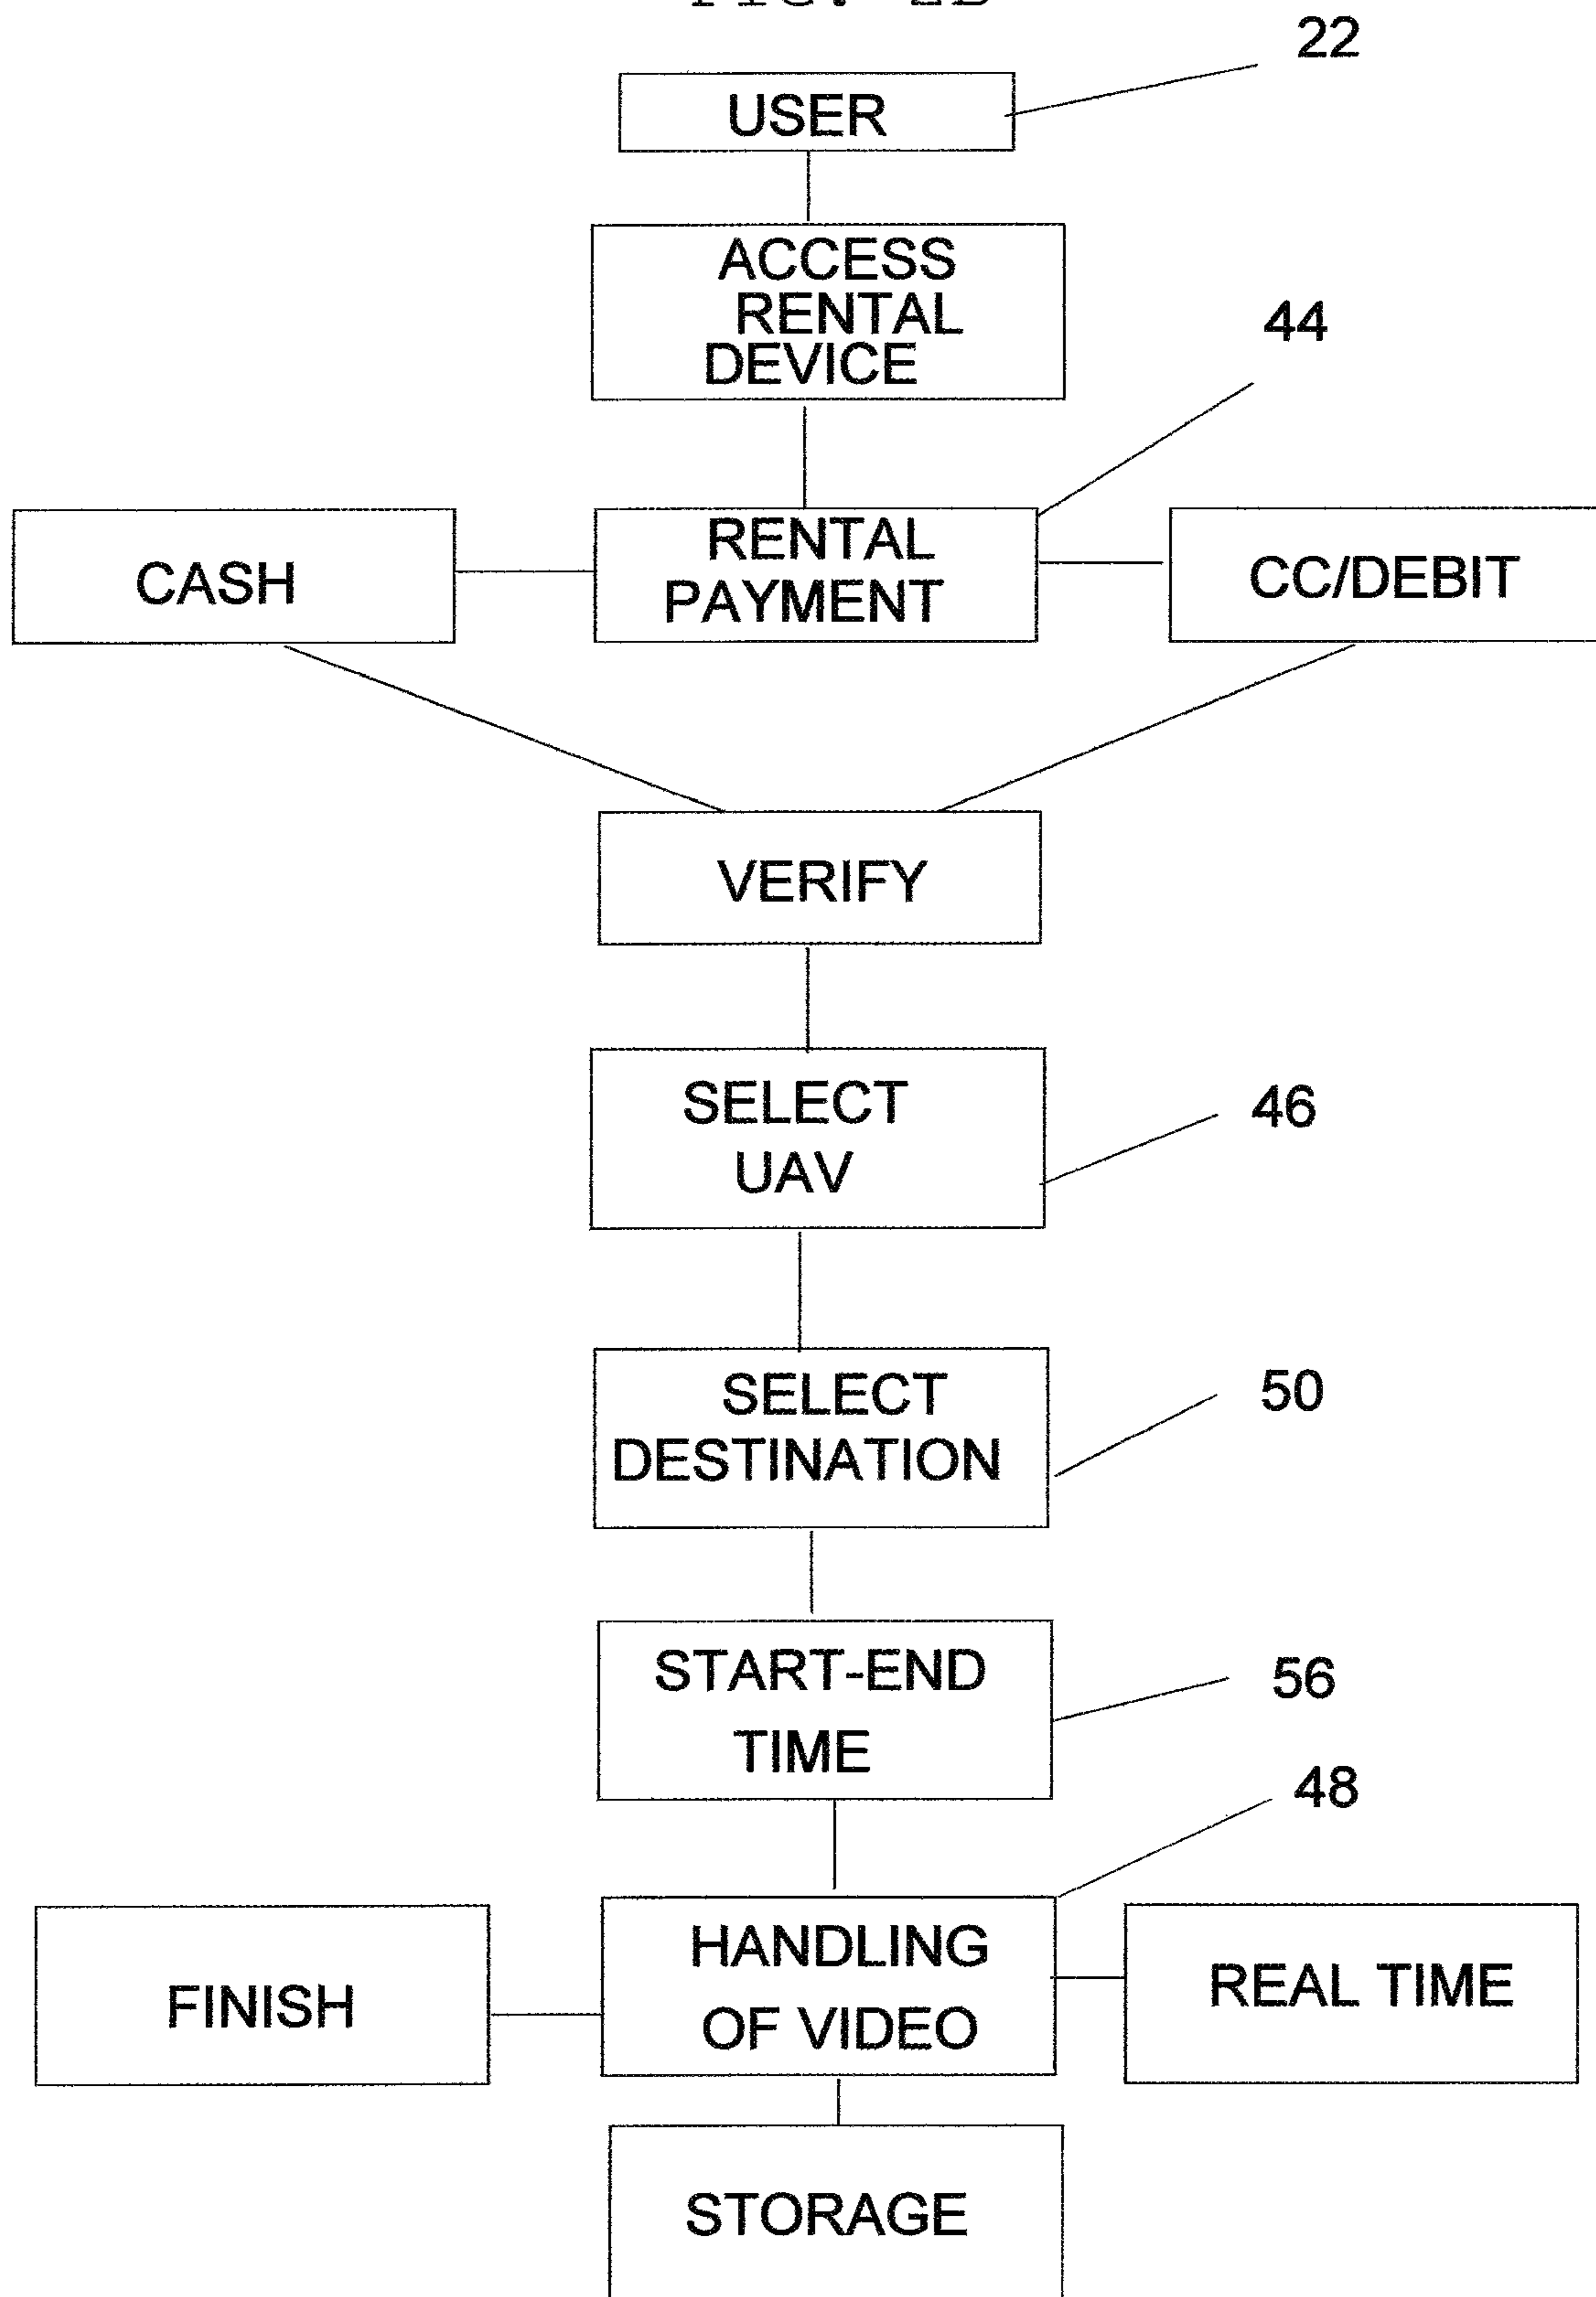 22
USER
ACCESS
RENTAL
DEVICE
44
CASH
RENTAL
PAYMENT
CC/DEBIT
VERIFY
SELECT
UAV
46
SELECT
DESTINATION
50
START-END
TIME
56
48
FINISH
HANDLING
OF VIDEO
REAL TIME
STORAGE